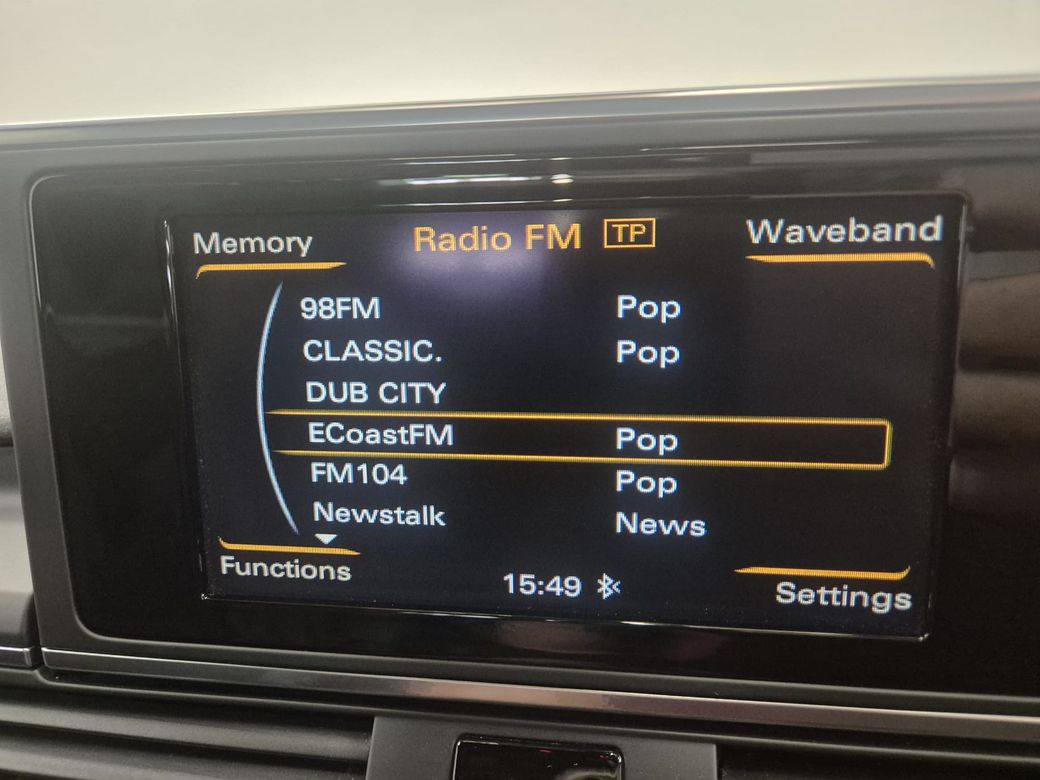 Memory Radio FM TP Waveband
98FM Pop
CLASSIC. Pop
DUB CITY
ECoastFM Pop
FM104 Pop
Newstalk News
Functions 15:49 Settings